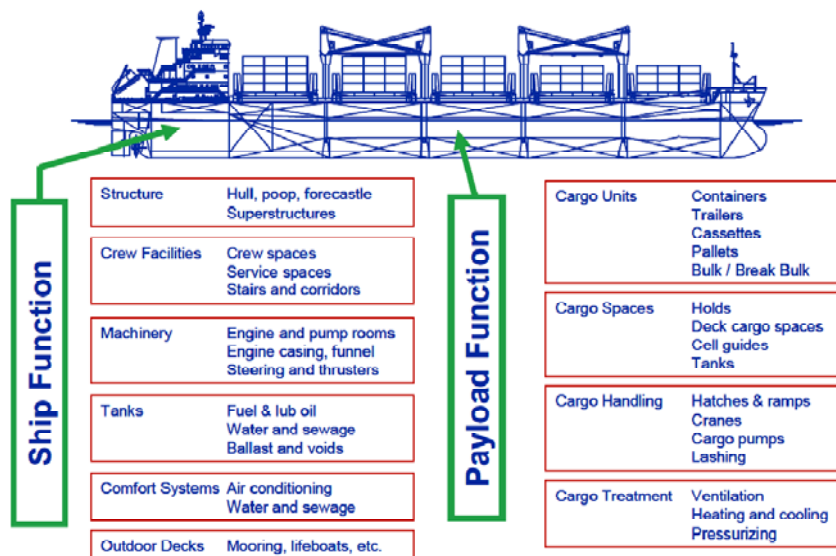 Ship Function
Structure Hull, poop, forecastle
Superstructures
Crew Facilities Crew spaces
Service spaces
Stairs and corridors
Machinery Engine and pump rooms
Engine casing, funnel
Steering and thrusters
Tanks Fuel & lub oil
Water and sewage
Ballast and voids
Comfort Systems Air conditioning
Water and sewage
Outdoor Decks Mooring, lifeboats, etc.
Payload Function
Cargo Units Containers
Trailers
Cassettes
Pallets
Bulk / Break Bulk
Cargo Spaces Holds
Deck cargo spaces
Cell guides
Tanks
Cargo Handling Hatches & ramps
Cranes
Cargo pumps
Lashing
Cargo Treatment Ventilation
Heating and cooling
Pressurizing